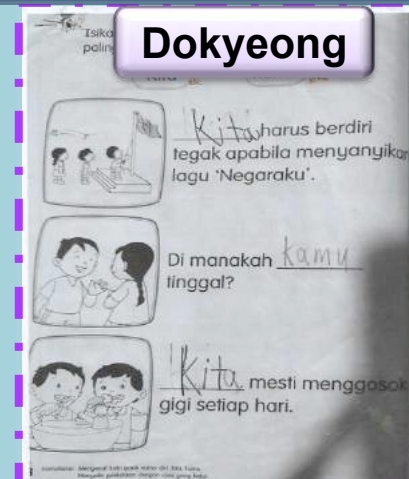 Dokyeong
Isika
palin
Kita harus berdiri
tegak apabila menyanyikan
lagu 'Negaraku'.
Di manakah kamu
tinggal?
Kita mesti menggosok
gigi setiap hari.